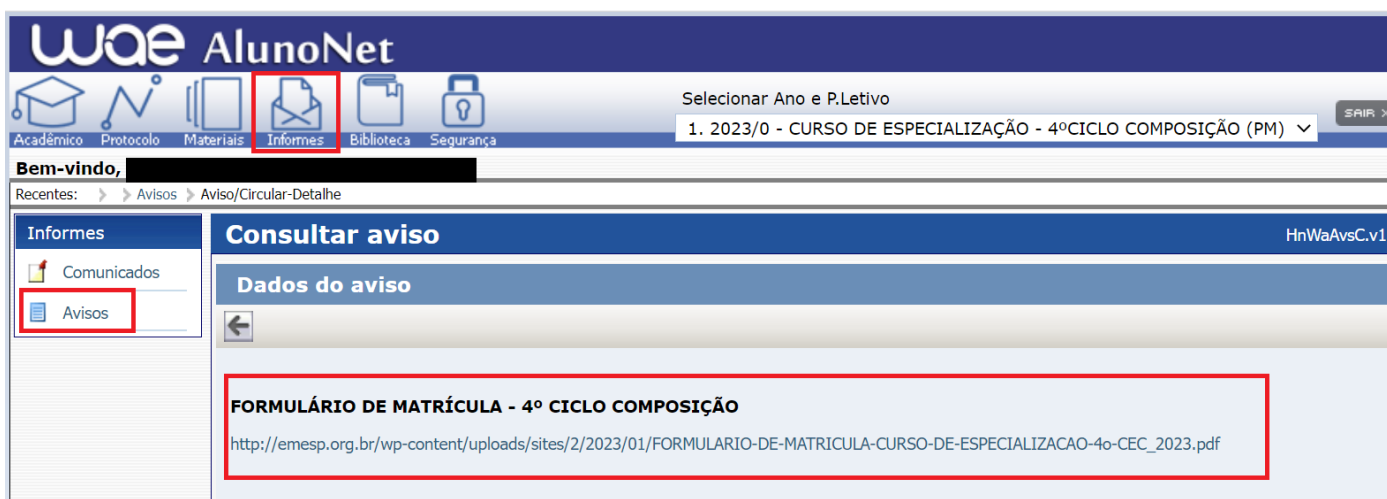 wae AlunoNet
Selecionar Ano e P.Letivo
1. 2023/0 - CURSO DE ESPECIALIZAÇÃO - 4ºCICLO COMPOSIÇÃO (PM)
SAIR
Acadêmico Protocolo Materiais Informes Biblioteca Segurança
Bem-vindo,
Recentes: > > Avisos > Aviso/Circular-Detalhe
Informes
Comunicados
Avisos
Consultar aviso
HnWaAvsC.v1
Dados do aviso
FORMULÁRIO DE MATRÍCULA - 4º CICLO COMPOSIÇÃO
http://emesp.org.br/wp-content/uploads/sites/2/2023/01/FORMULARIO-DE-MATRICULA-CURSO-DE-ESPECIALIZACAO-4o-CEC_2023.pdf